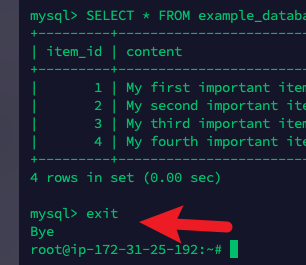 mysql> SELECT * FROM example_databa
+---------+---------------------
| item_id | content
+---------+---------------------
| 1 | My first important item
| 2 | My second important ite
| 3 | My third important item
| 4 | My fourth important ite
+---------+---------------------
4 rows in set (0.00 sec)
mysql> exit
Bye
root@ip-172-31-25-192:~#